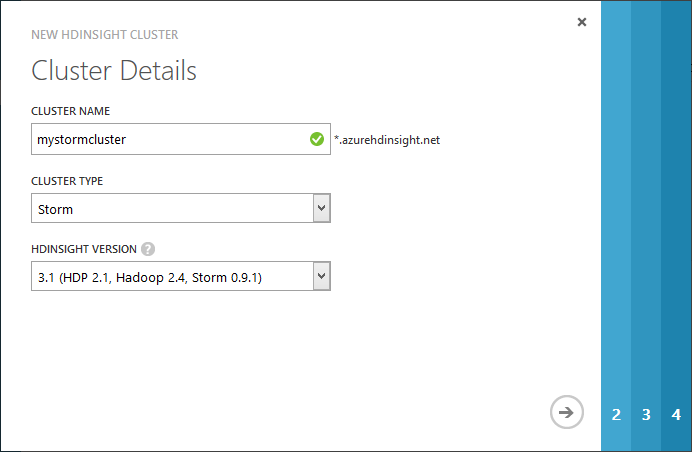 NEW HDINSIGHT CLUSTER
Cluster Details
CLUSTER NAME
mystormcluster *.azurehdinsight.net
CLUSTER TYPE
Storm
HDINSIGHT VERSION ?
3.1 (HDP 2.1, Hadoop 2.4, Storm 0.9.1)
2 3 4